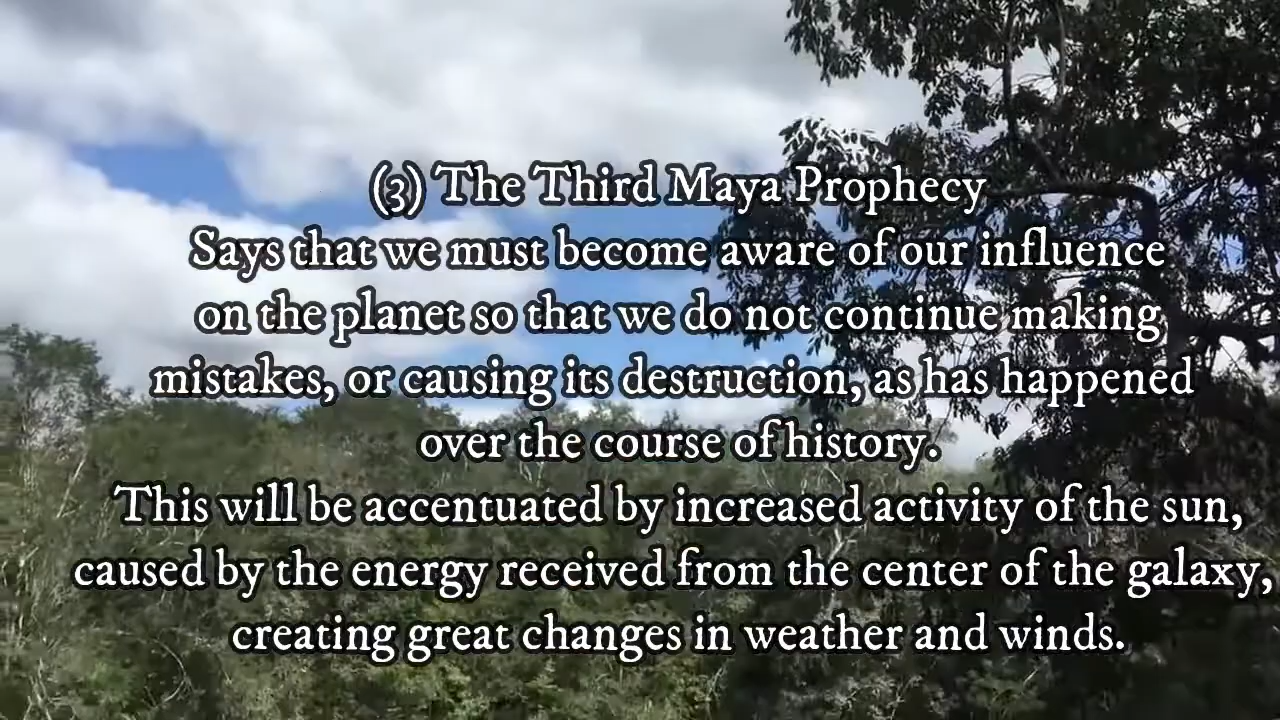 (3) The Third Maya Prophecy
Says that we must become aware of our influence
on the planet so that we do not continue making
mistakes, or causing its destruction, as has happened
over the course of history.
This will be accentuated by increased activity of the sun,
caused by the energy received from the center of the galaxy,
creating great changes in weather and winds.